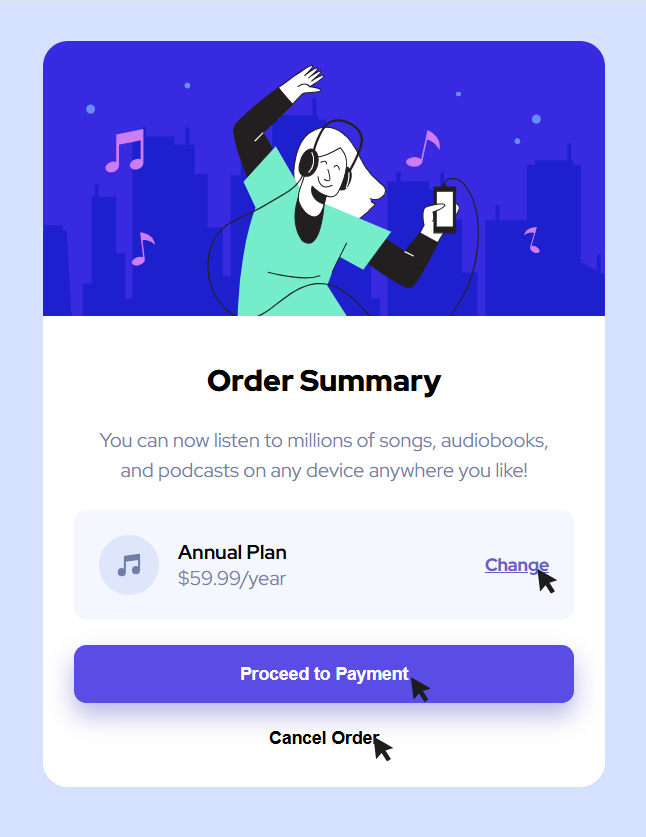 Order Summary
You can now listen to millions of songs, audiobooks,
and podcasts on any device anywhere you like!
Annual Plan
$59.99/year
Change
Proceed to Payment
Cancel Order